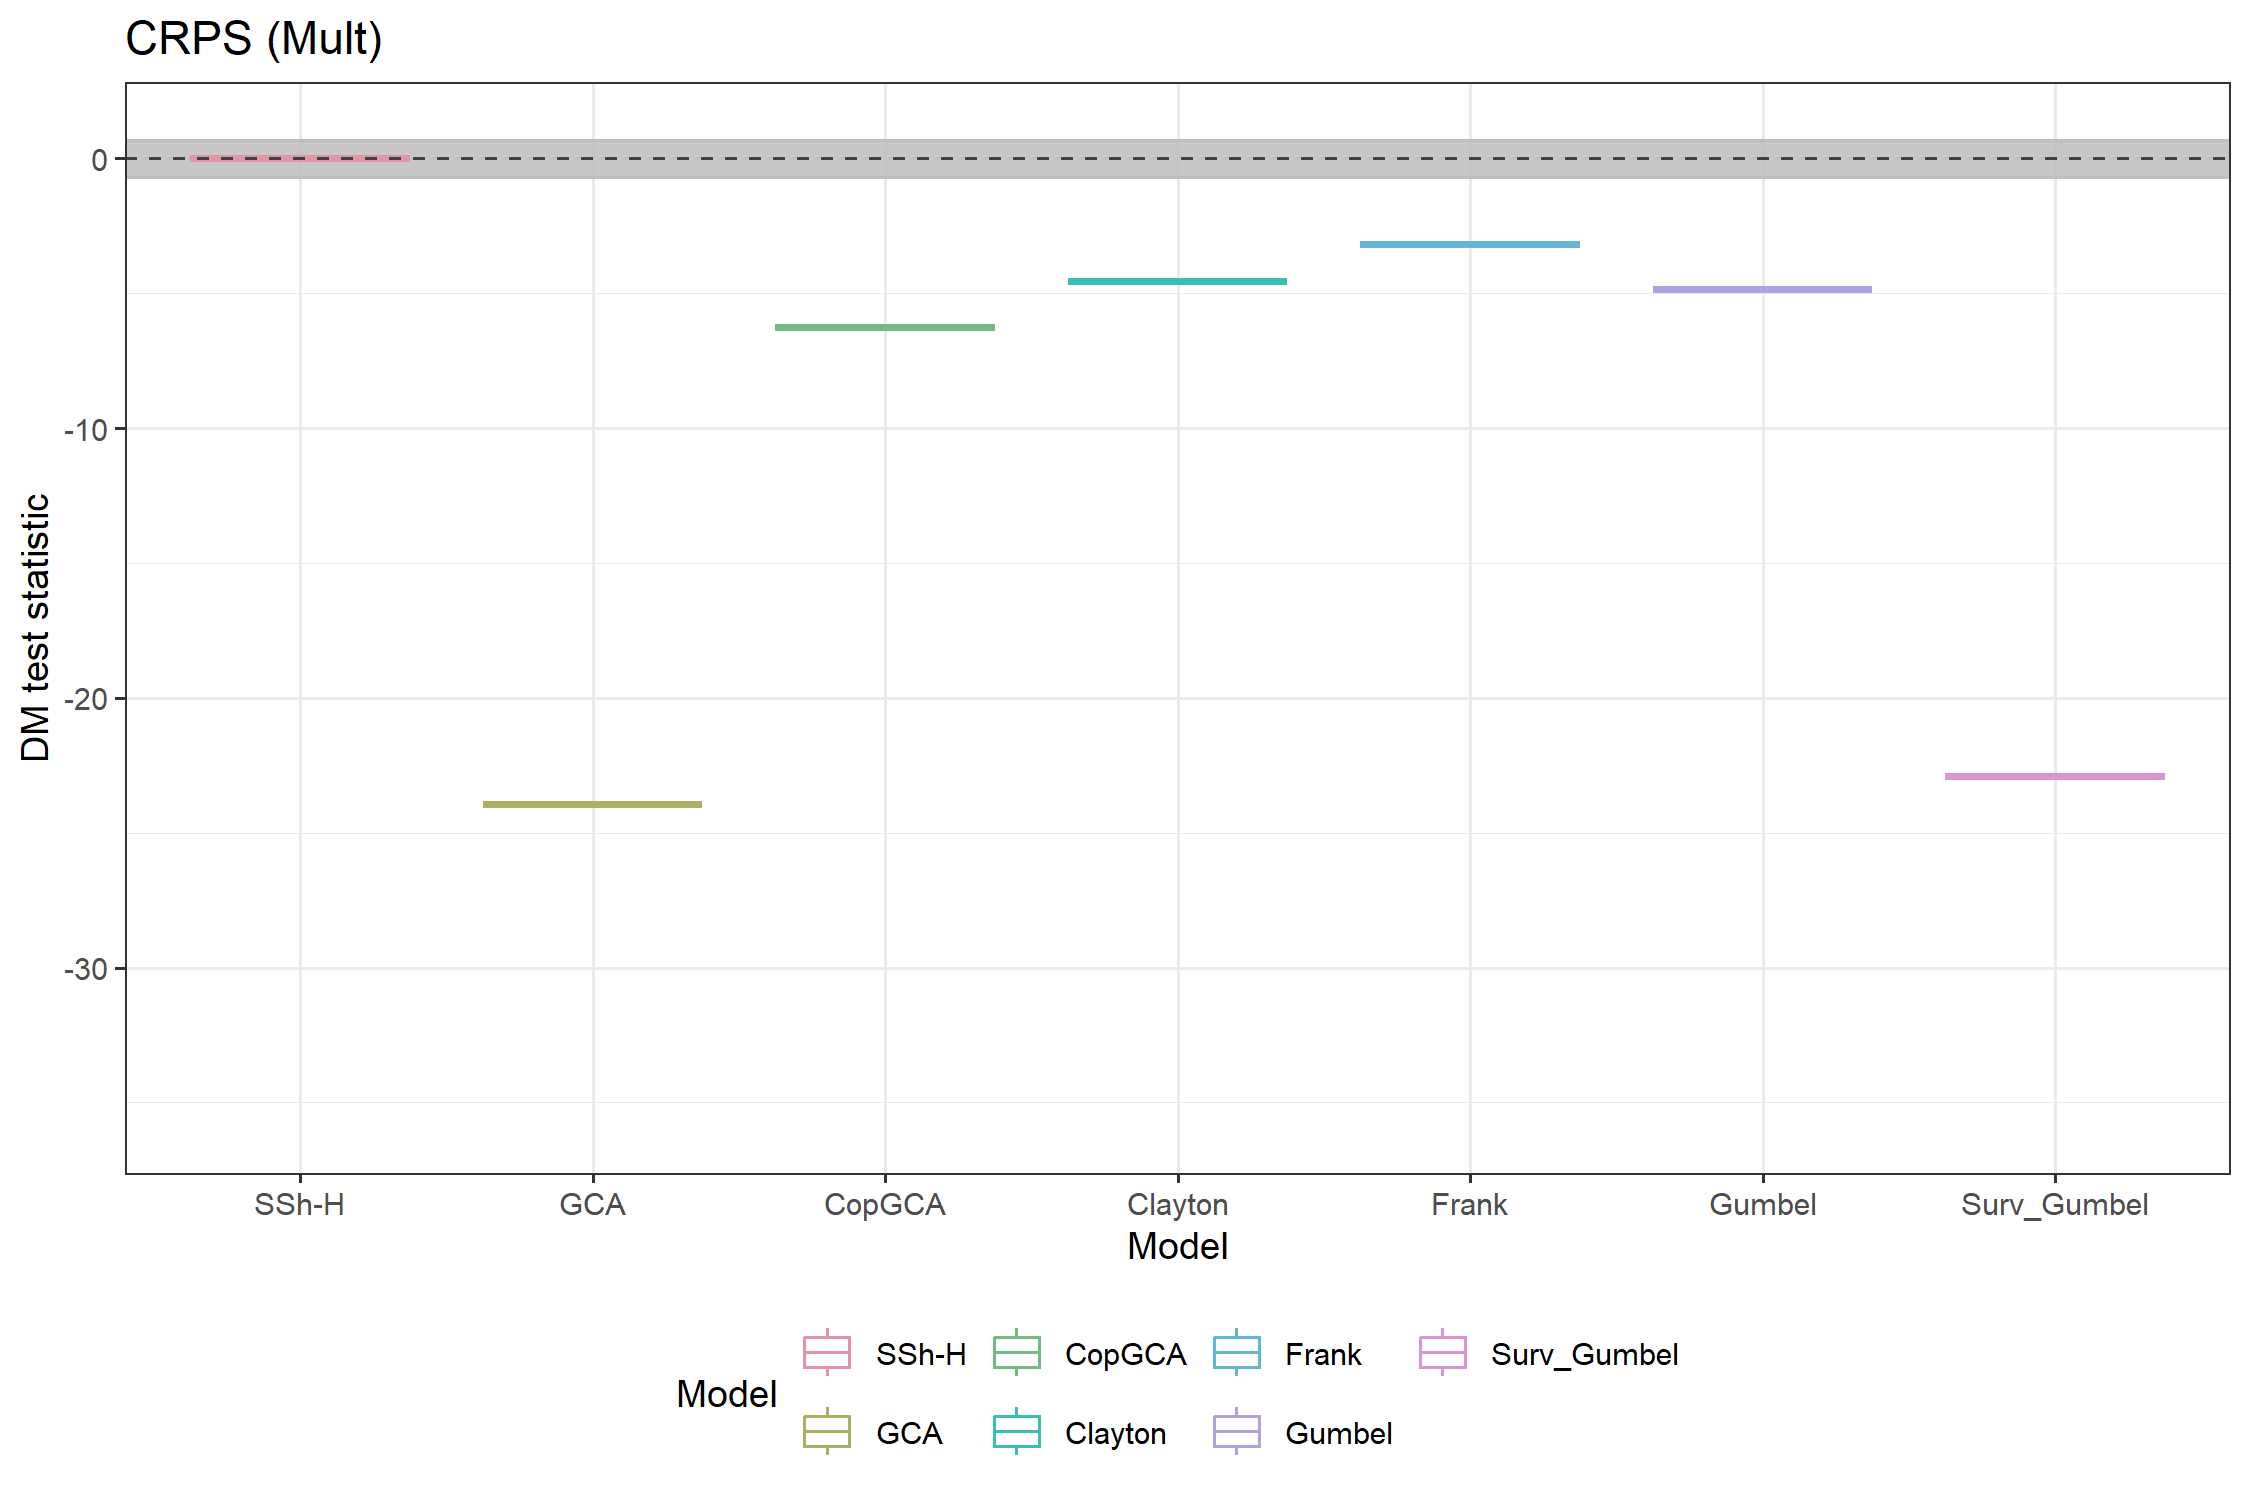 CRPS (Mult)
DM test statistic
0
-10
-20
-30
SSh-H GCA CopGCA Clayton Frank Gumbel Surv_Gumbel
Model
Model
SSh-H CopGCA Frank Surv_Gumbel
GCA Clayton Gumbel